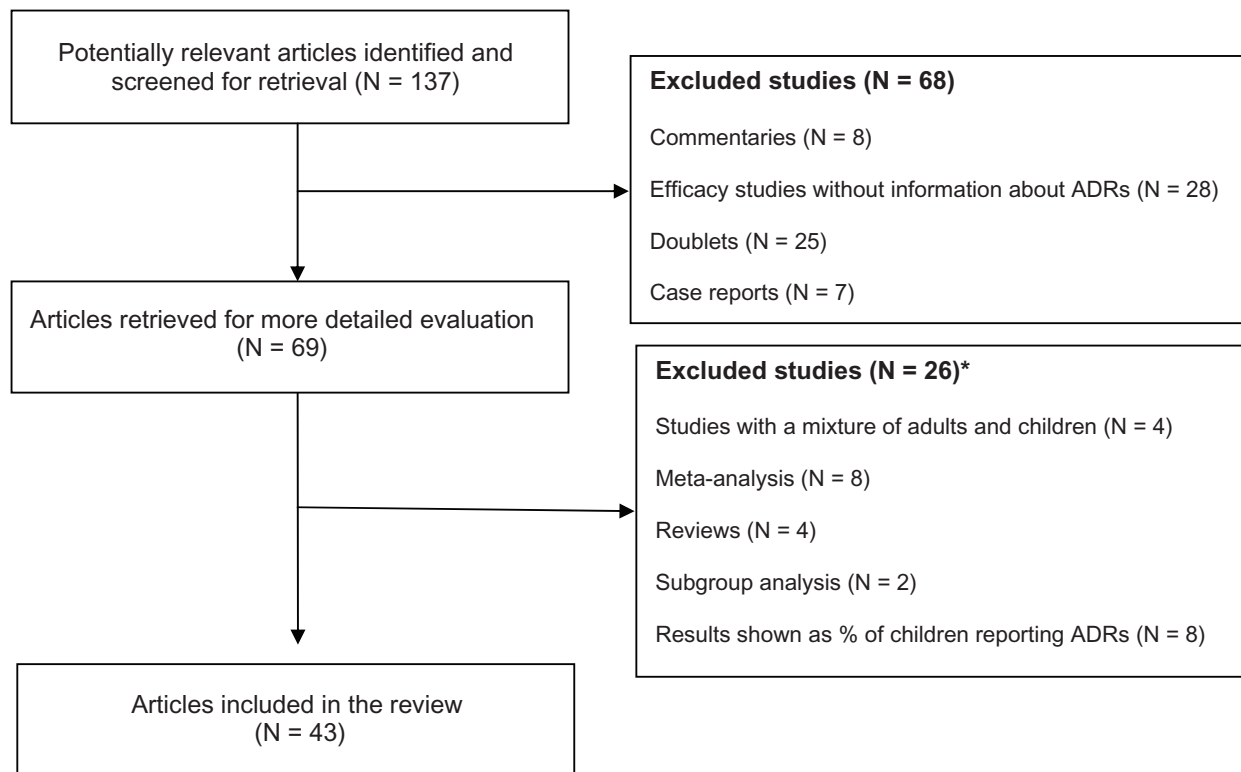 Potentially relevant articles identified and
screened for retrieval (N = 137)
Excluded studies (N = 68)
Commentaries (N = 8)
Efficacy studies without information about ADRs (N = 28)
Doublets (N = 25)
Case reports (N = 7)
Articles retrieved for more detailed evaluation
(N = 69)
Excluded studies (N = 26)*
Studies with a mixture of adults and children (N = 4)
Meta-analysis (N = 8)
Reviews (N = 4)
Subgroup analysis (N = 2)
Results shown as % of children reporting ADRs (N = 8)
Articles included in the review
(N = 43)